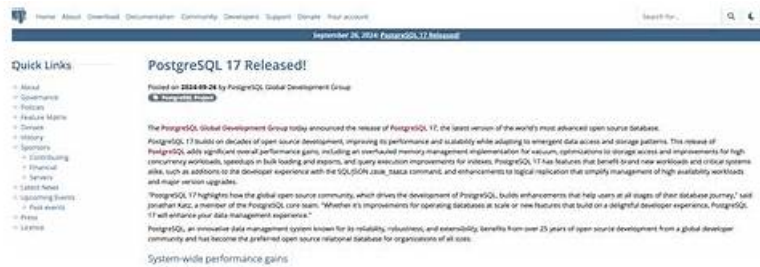 Home About Download Documentation Community Developers Support Donate Your account
Search for...
September 26, 2024: PostgreSQL 17 Released!
Quick Links
About
Governance
Policies
Feature Matrix
Donate
History
Sponsors
Contributing
Financial
Servers
Latest News
Upcoming Events
Past events
Press
Licence
PostgreSQL 17 Released!
Posted on 2024-09-26 by PostgreSQL Global Development Group
PostgreSQL Project
The PostgreSQL Global Development Group today announced the release of PostgreSQL 17, the latest version of the world's most advanced open source database.
PostgreSQL 17 builds on decades of open source development, improving its performance and scalability while adapting to emergent data access and storage patterns. This release of
PostgreSQL adds significant overall performance gains, including an overhauled memory management implementation for vacuum, optimizations to storage access and improvements for high
concurrency workloads, speedups in bulk loading and exports, and query execution improvements for indexes. PostgreSQL 17 has features that benefit brand new workloads and critical systems
alike, such as additions to the developer experience with the SQL/JSON JSON_TABLE command, and enhancements to logical replication that simplify management of high availability workloads
and major version upgrades.
"PostgreSQL 17 highlights how the global open source community, which drives the development of PostgreSQL, builds enhancements that help users at all stages of their database journey," said
Jonathan Katz, a member of the PostgreSQL core team. "Whether it's improvements for operating databases at scale or new features that build on a delightful developer experience, PostgreSQL
17 will enhance your data management experience."
PostgreSQL, an innovative data management system known for its reliability, robustness, and extensibility, benefits from over 25 years of open source development from a global developer
community and has become the preferred open source relational database for organizations of all sizes.
System-wide performance gains